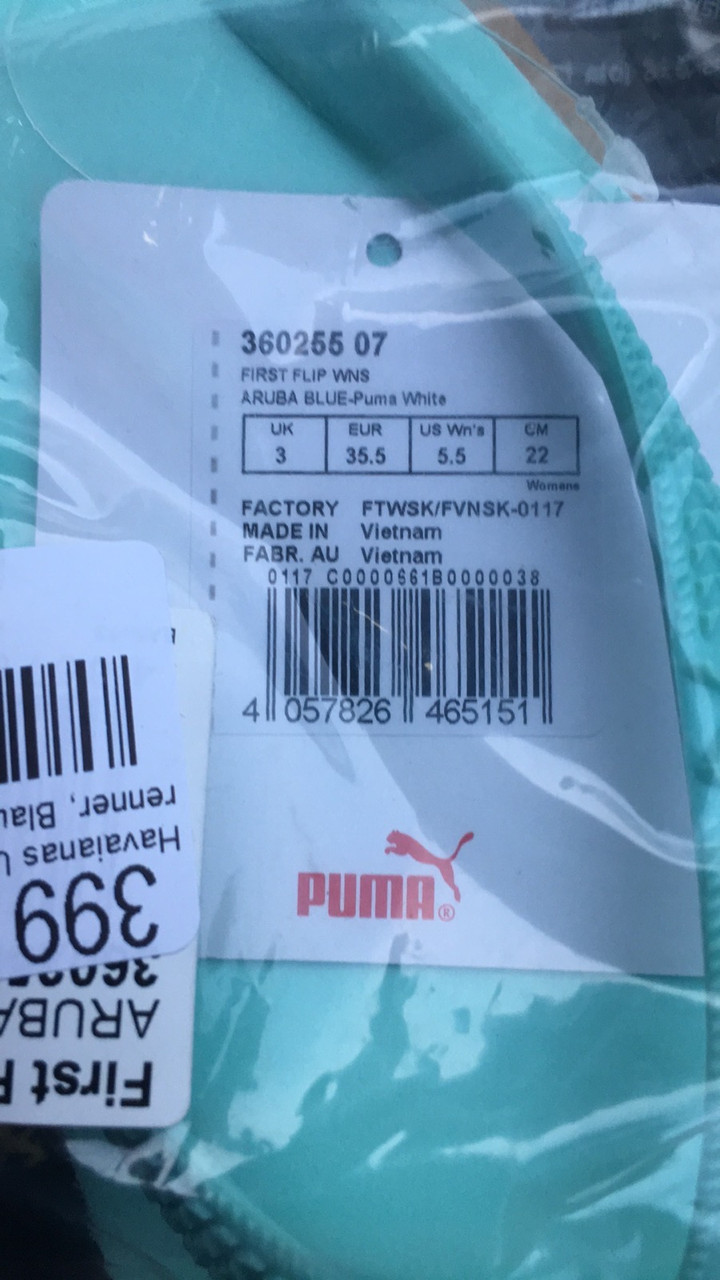 360255 07
FIRST FLIP WNS
ARUBA BLUE-Puma White
UK EUR US Wn's CM
3 35.5 5.5 22
Womens
FACTORY FTWSK/FVNSK-0117
MADE IN Vietnam
FABR. AU Vietnam
0117 C0000661B0000038
4 057826 465151
PUMA®
First
ARUBA
399
Havaianas
renner, Blau